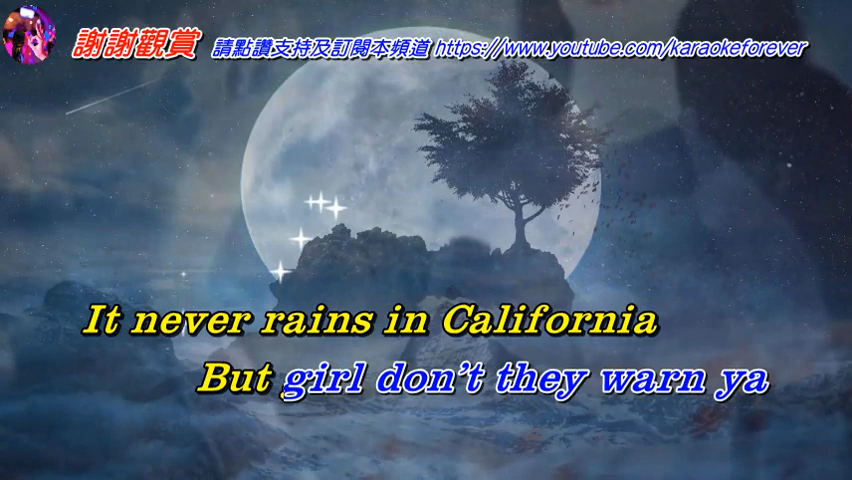 謝謝觀賞 請點讚支持及訂閱本頻道 https://www.youtube.com/karaokeforever
It never rains in California
But girl don't they warn ya